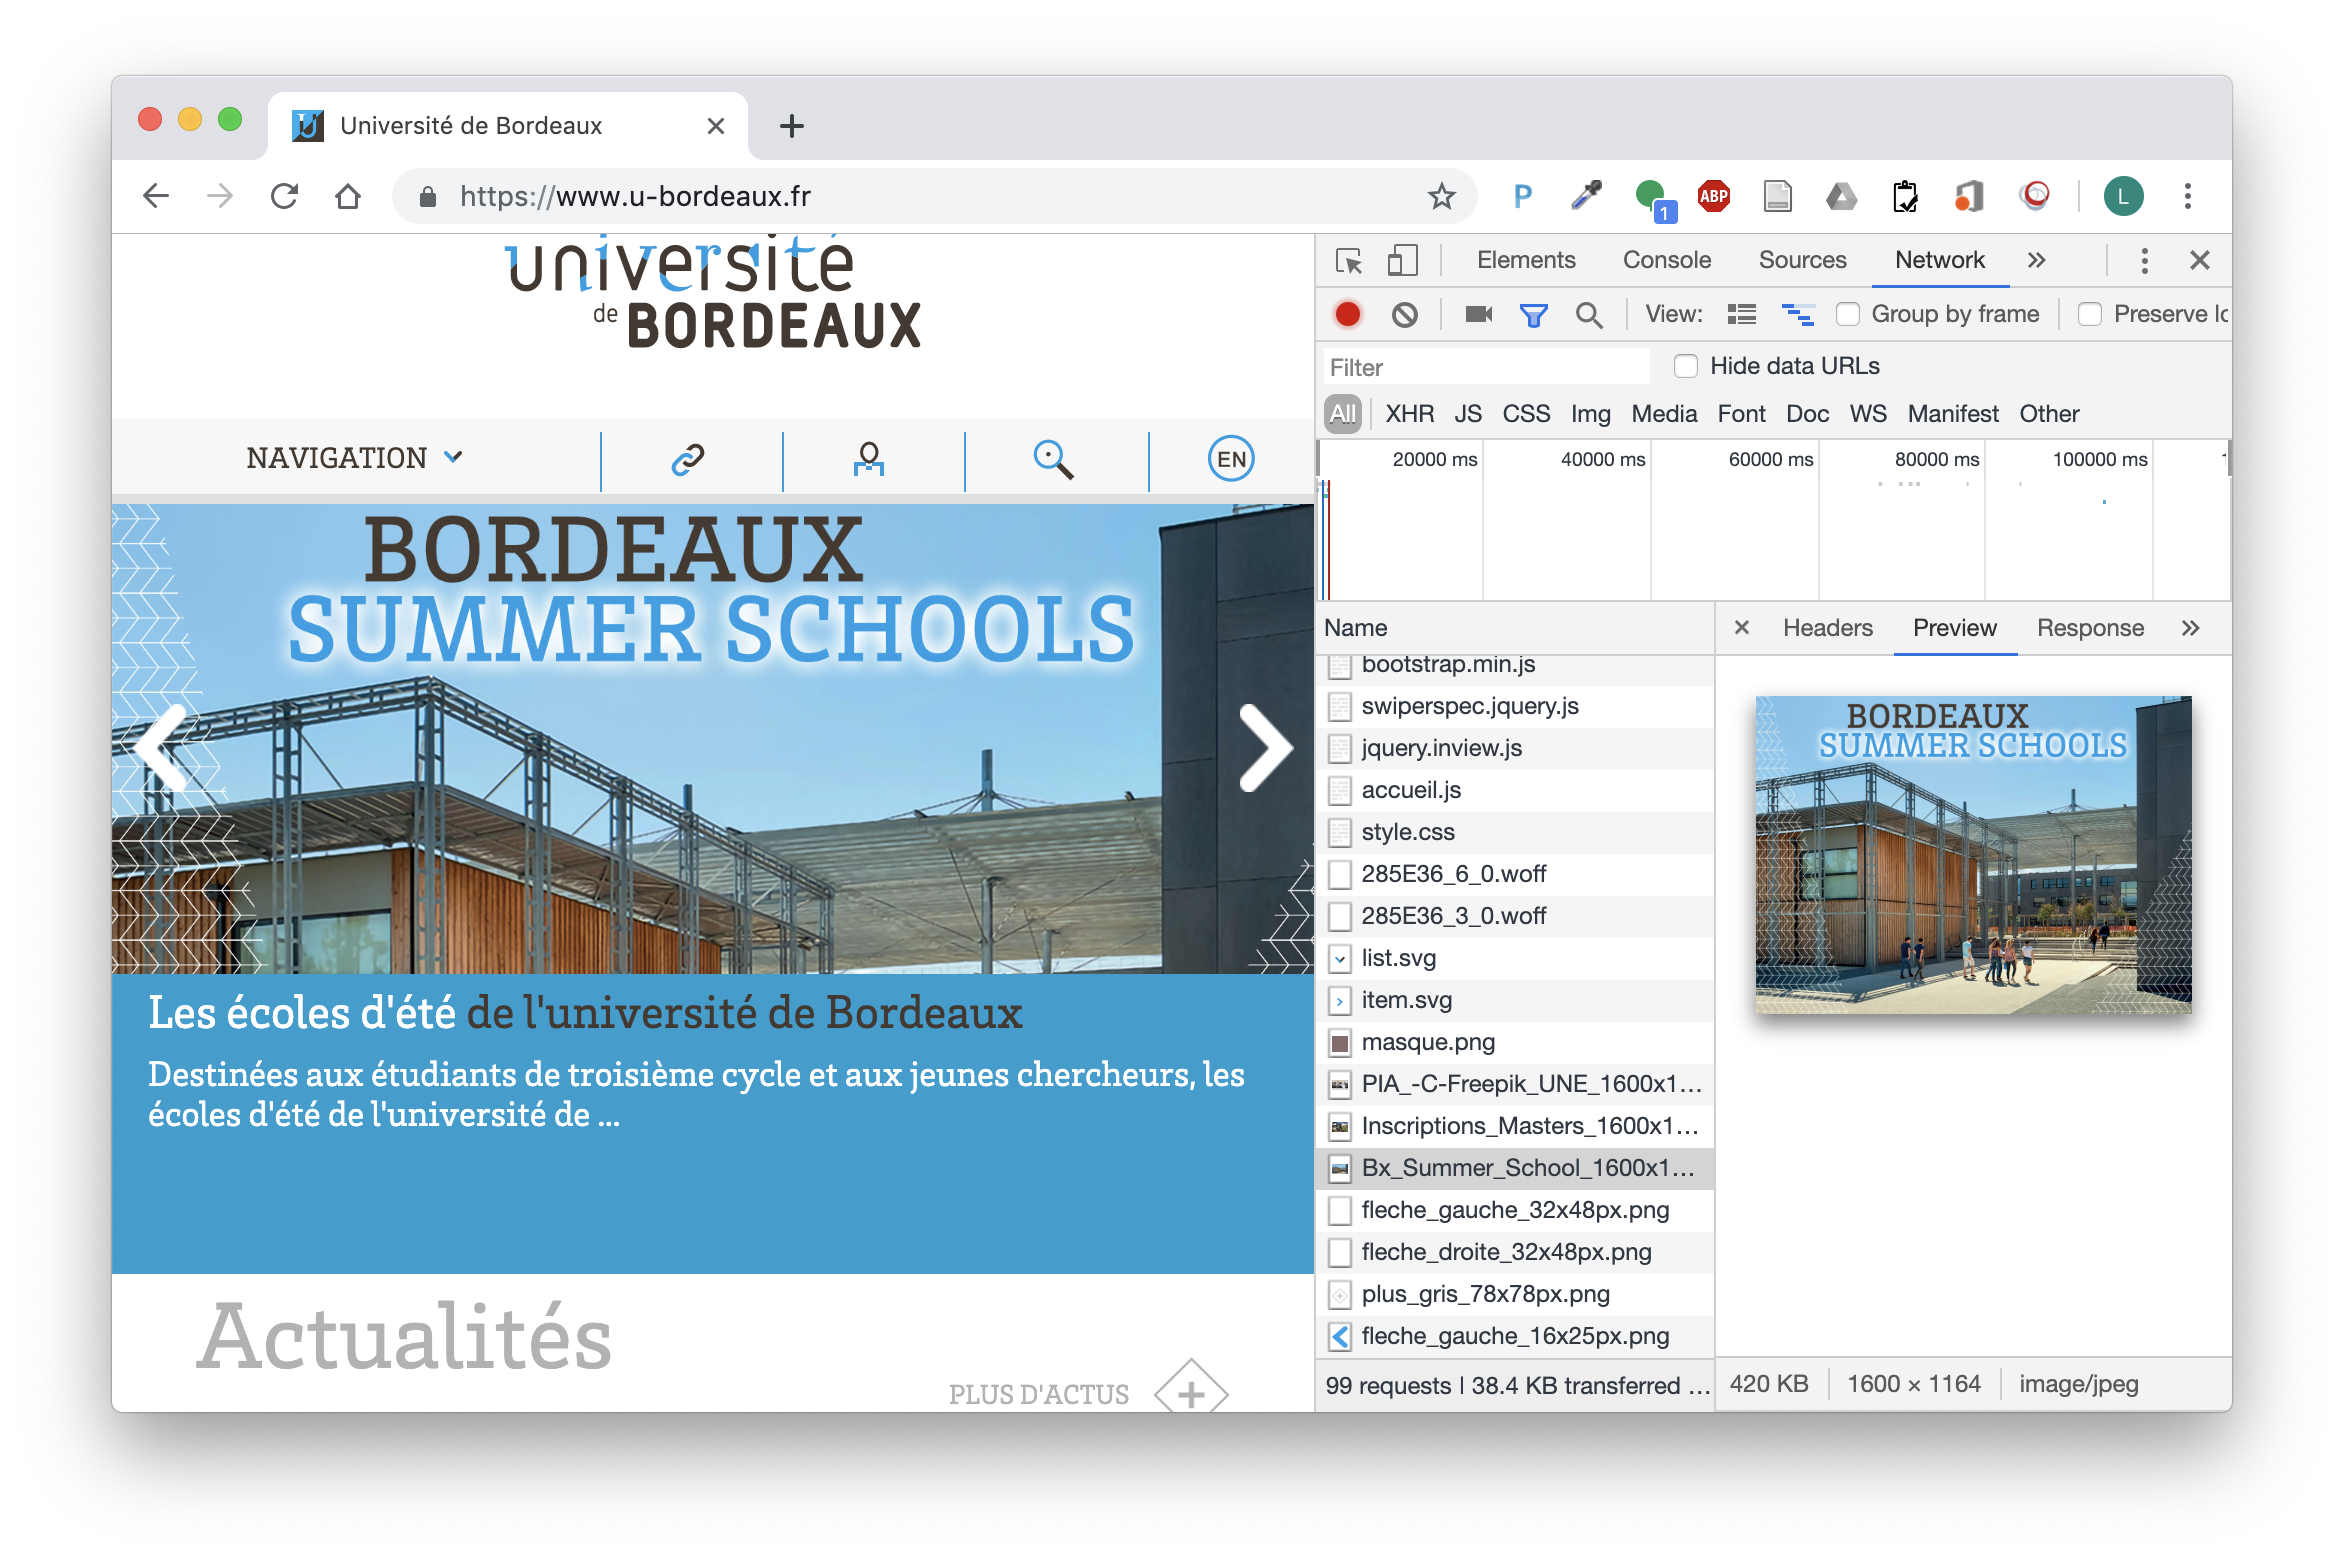 Université de Bordeaux
https://www.u-bordeaux.fr
1
ABP
L
université
de BORDEAUX
NAVIGATION
EN
BORDEAUX
SUMMER SCHOOLS
Les écoles d'été de l'université de Bordeaux
Destinées aux étudiants de troisième cycle et aux jeunes chercheurs, les
écoles d'été de l'université de ...
Actualités
PLUS D'ACTUS
Elements Console Sources Network
View: Group by frame Preserve lo
Filter Hide data URLs
All XHR JS CSS Img Media Font Doc WS Manifest Other
20000 ms 40000 ms 60000 ms 80000 ms 100000 ms
Name
bootstrap.min.js
swiperspec.jquery.js
jquery.inview.js
accueil.js
style.css
285E36_6_0.woff
285E36_3_0.woff
list.svg
item.svg
masque.png
PIA_-C-Freepik_UNE_1600x1...
Inscriptions_Masters_1600x1...
Bx_Summer_School_1600x1...
fleche_gauche_32x48px.png
fleche_droite_32x48px.png
plus_gris_78x78px.png
fleche_gauche_16x25px.png
99 requests | 38.4 KB transferred ...
Headers Preview Response
BORDEAUX
SUMMER SCHOOLS
420 KB 1600 × 1164 image/jpeg